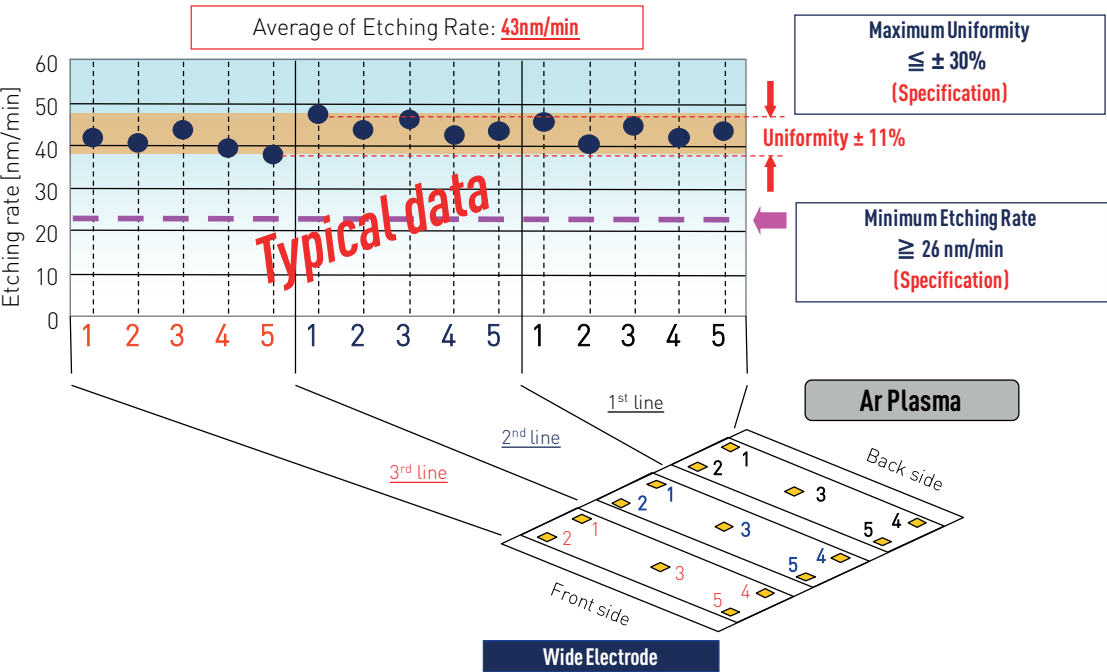 Average of Etching Rate: 43nm/min
Maximum Uniformity
≦ ± 30%
(Specification)
Uniformity ± 11%
Minimum Etching Rate
≧ 26 nm/min
(Specification)
Etching rate [nm/min]
60
50
40
30
20
10
0
Typical data
1 2 3 4 5 1 2 3 4 5 1 2 3 4 5
1st line
2nd line
3rd line
Ar Plasma
Back side
1
2
3
4
5
1
2
3
4
5
1
2
3
4
5
Front side
Wide Electrode